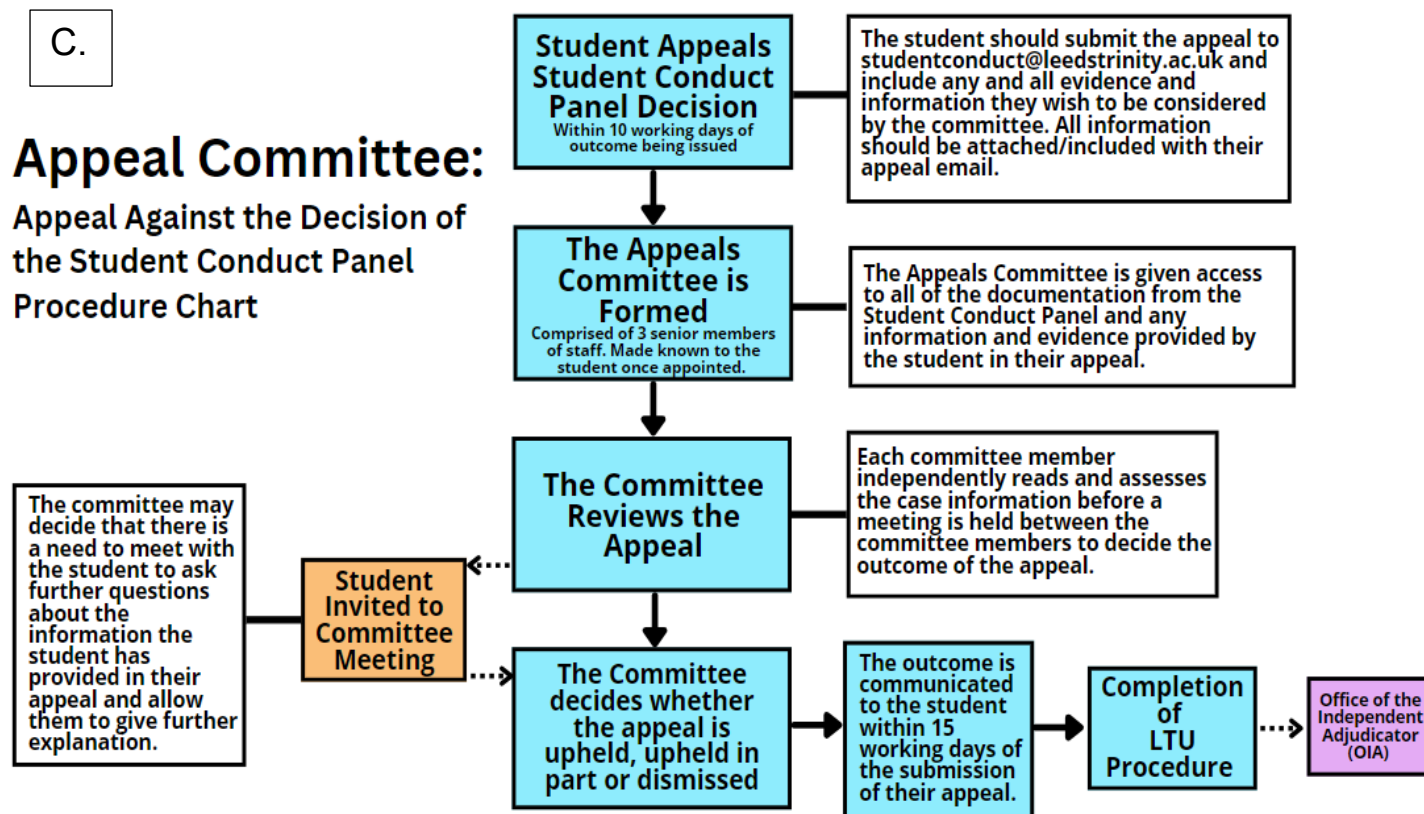 C.
Appeal Committee:
Appeal Against the Decision of
the Student Conduct Panel
Procedure Chart
Student Appeals
Student Conduct
Panel Decision
Within 10 working days of
outcome being issued
The student should submit the appeal to
studentconduct@leedstrinity.ac.uk and
include any and all evidence and
information they wish to be considered
by the committee. All information
should be attached/included with their
appeal email.
The Appeals
Committee is
Formed
Comprised of 3 senior members
of staff. Made known to the
student once appointed.
The Appeals Committee is given access
to all of the documentation from the
Student Conduct Panel and any
information and evidence provided by
the student in their appeal.
The Committee
Reviews the
Appeal
Each committee member
independently reads and assesses
the case information before a
meeting is held between the
committee members to decide the
outcome of the appeal.
The committee may
decide that there is
a need to meet with
the student to ask
further questions
about the
information the
student has
provided in their
appeal and allow
them to give further
explanation.
Student
Invited to
Committee
Meeting
The Committee
decides whether
the appeal is
upheld, upheld in
part or dismissed
The outcome is
communicated
to the student
within 15
working days of
the submission
of their appeal.
Completion
of
LTU
Procedure
Office of the
Independent
Adjudicator
(OIA)